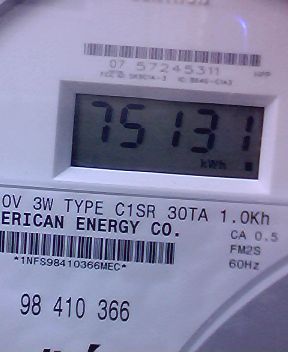 07 57245311
75131
kWh
0V 3W TYPE C1SR 30TA 1.0Kh
ERICAN ENERGY CO.
CA 0.5
FM2S
60Hz
*1NFS98410366MEC*
98 410 366